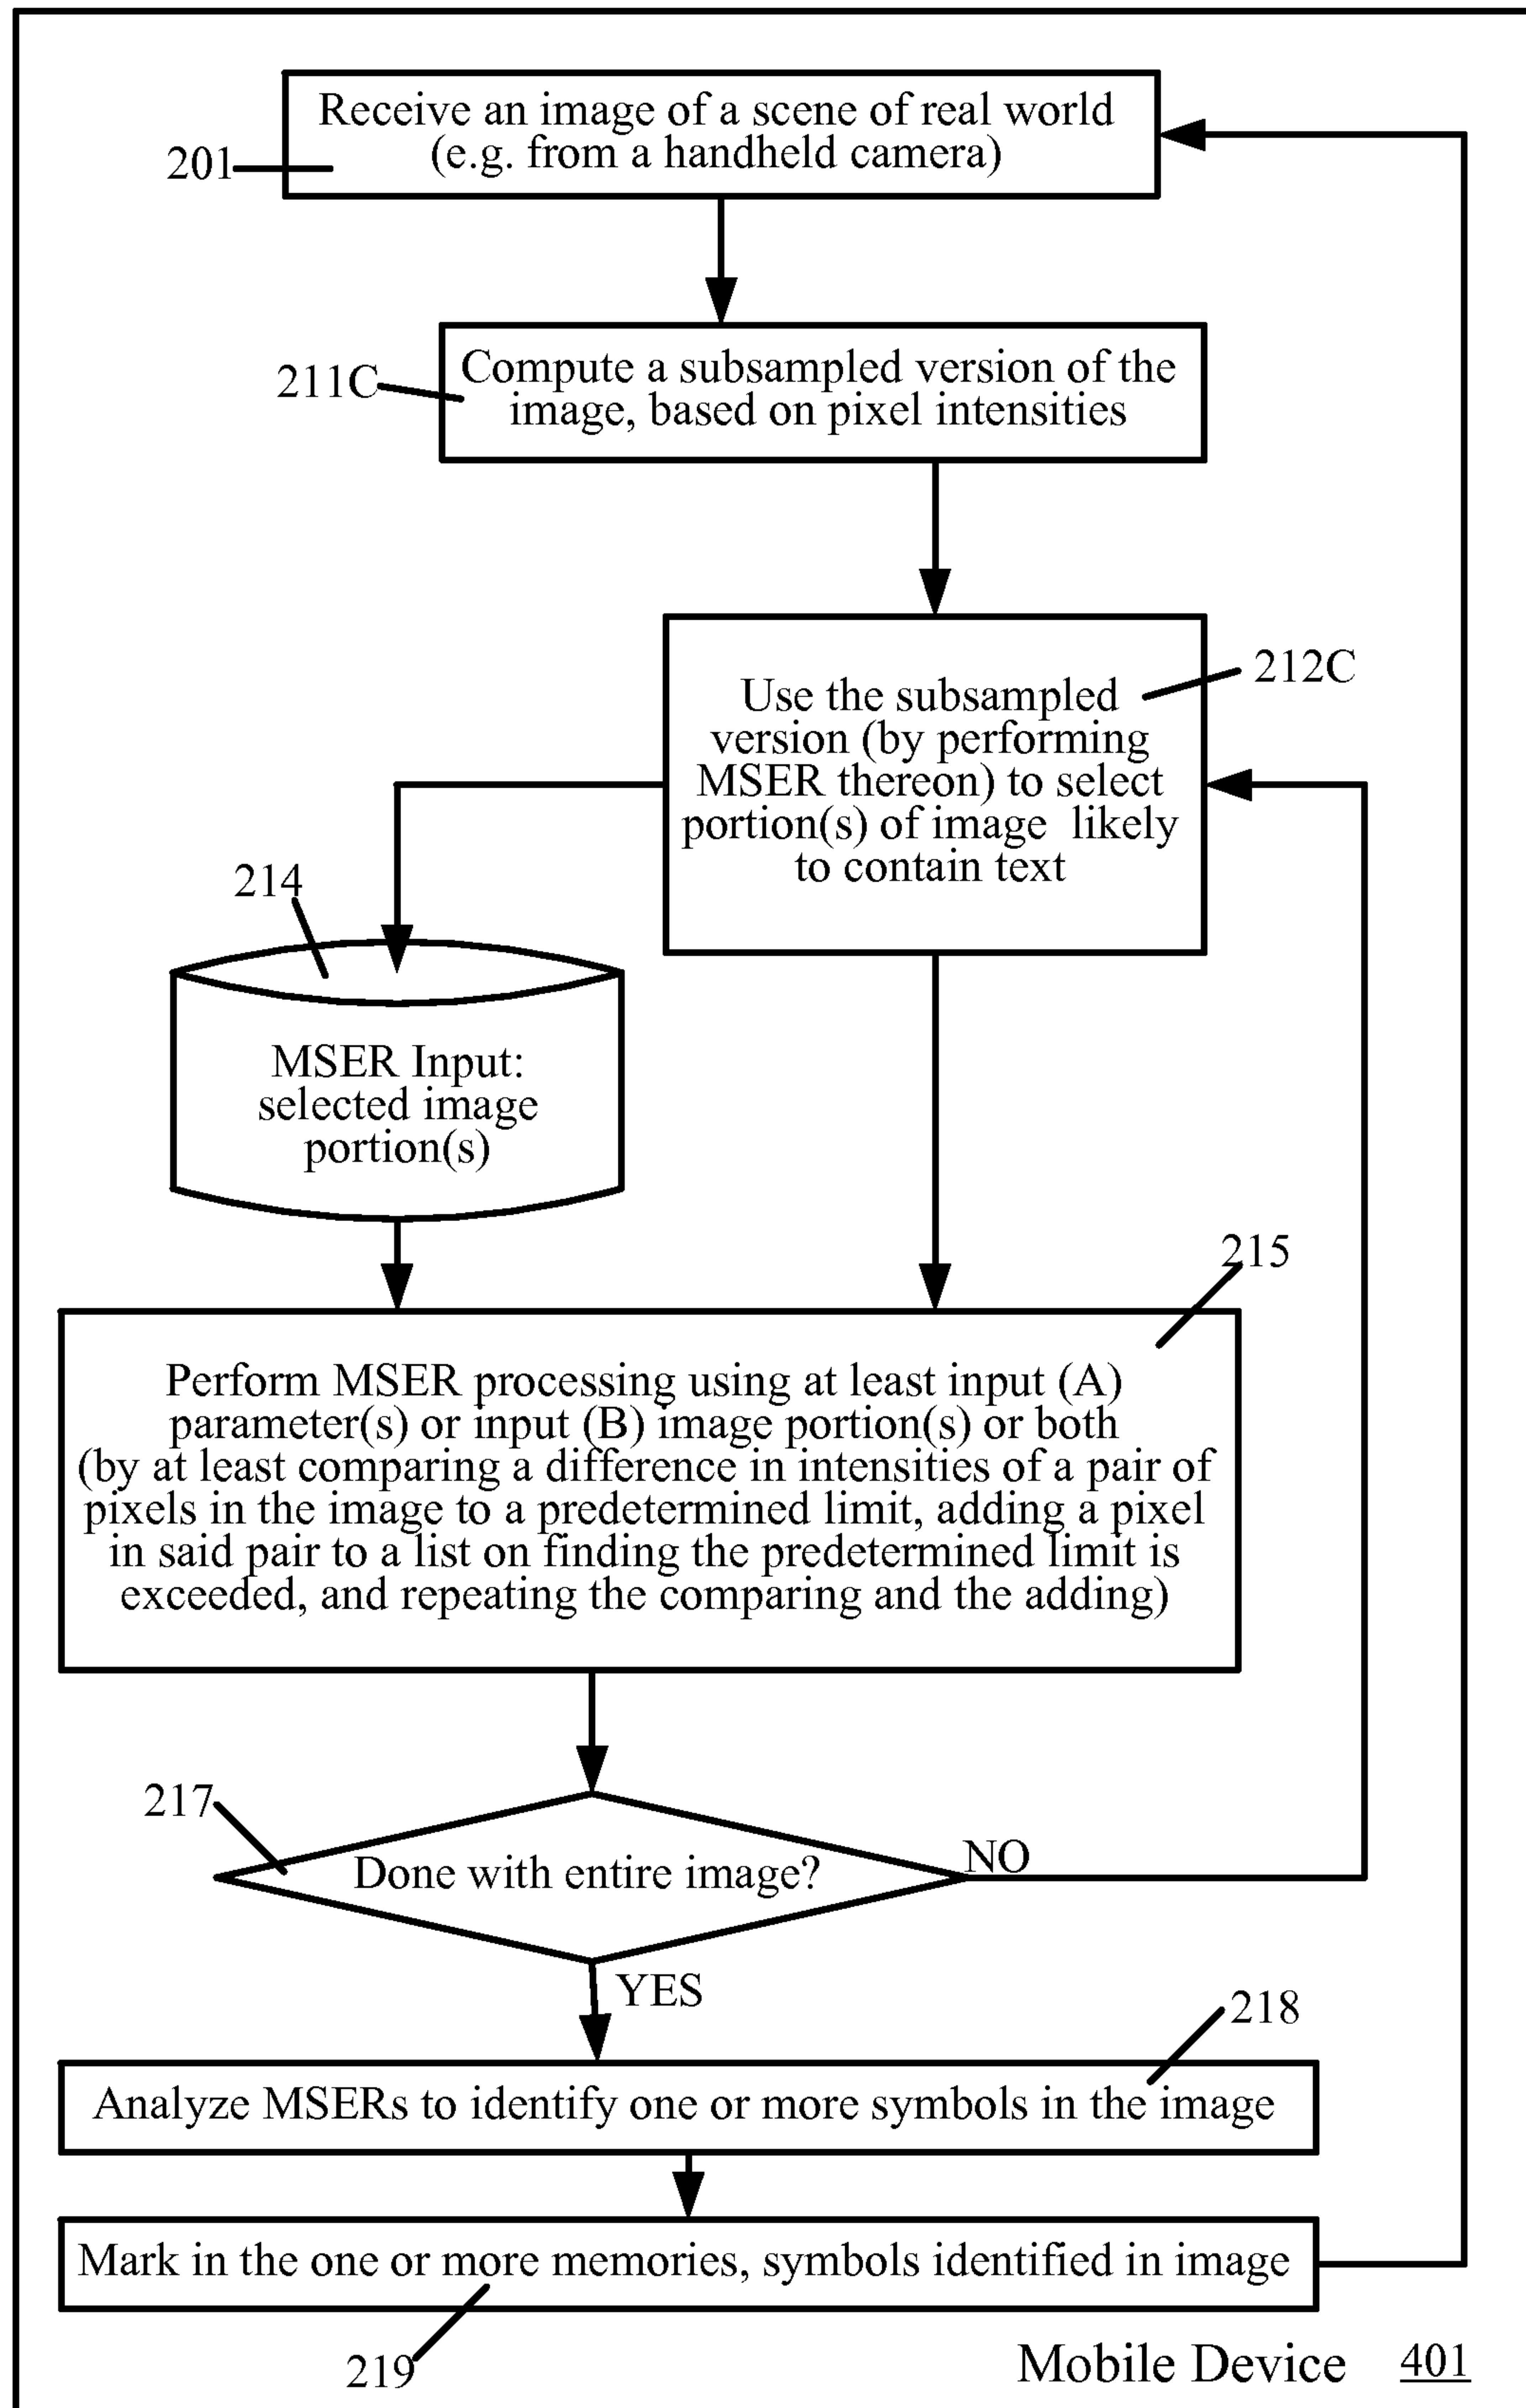 Receive an image of a scene of real world
(e.g. from a handheld camera)
201
Compute a subsampled version of the
image, based on pixel intensities
211C
Use the subsampled
version (by performing
MSER thereon) to select
portion(s) of image likely
to contain text
212C
214
MSER Input:
selected image
portion(s)
215
Perform MSER processing using at least input (A)
parameter(s) or input (B) image portion(s) or both
(by at least comparing a difference in intensities of a pair of
pixels in the image to a predetermined limit, adding a pixel
in said pair to a list on finding the predetermined limit is
exceeded, and repeating the comparing and the adding)
217
Done with entire image?
NO
YES
218
Analyze MSERs to identify one or more symbols in the image
Mark in the one or more memories, symbols identified in image
219
Mobile Device 401